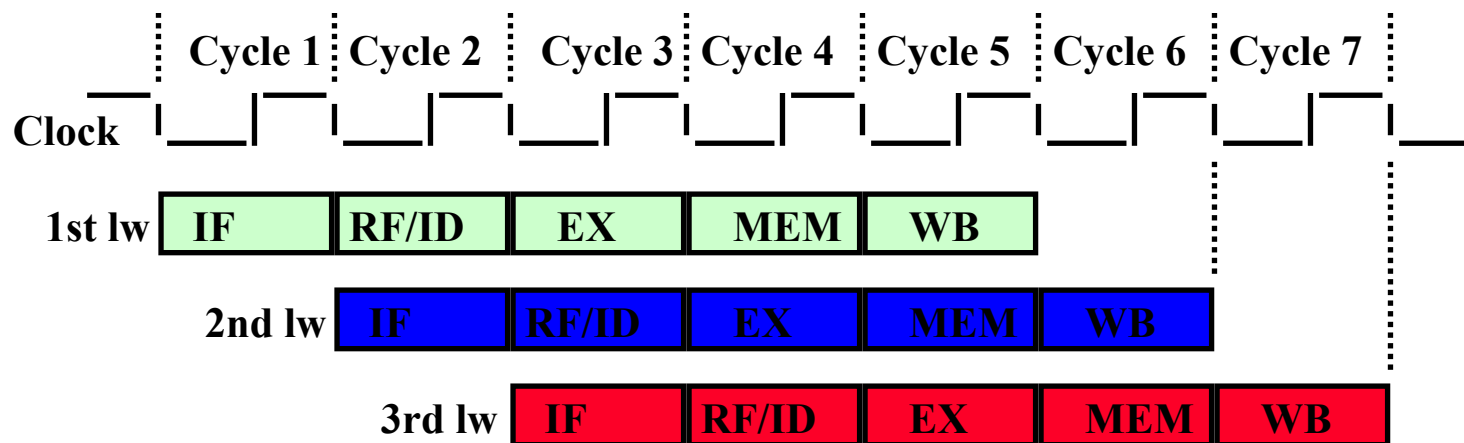 Cycle 1 Cycle 2 Cycle 3 Cycle 4 Cycle 5 Cycle 6 Cycle 7
Clock
1st lw IF RF/ID EX MEM WB
2nd lw IF RF/ID EX MEM WB
3rd lw IF RF/ID EX MEM WB